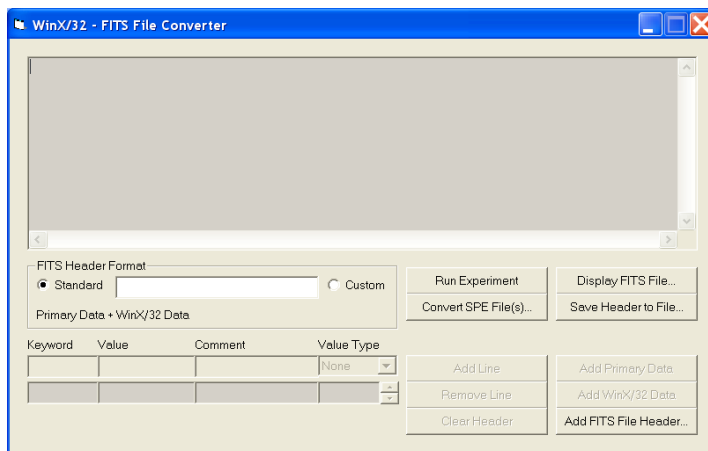 WinX/32 - FITS File Converter
FITS Header Format
Standard
Custom
Primary Data + WinX/32 Data
Run Experiment
Display FITS File...
Convert SPE File(s)...
Save Header to File...
Keyword Value Comment Value Type
None
Add Line
Add Primary Data
Remove Line
Add WinX/32 Data
Clear Header
Add FITS File Header...